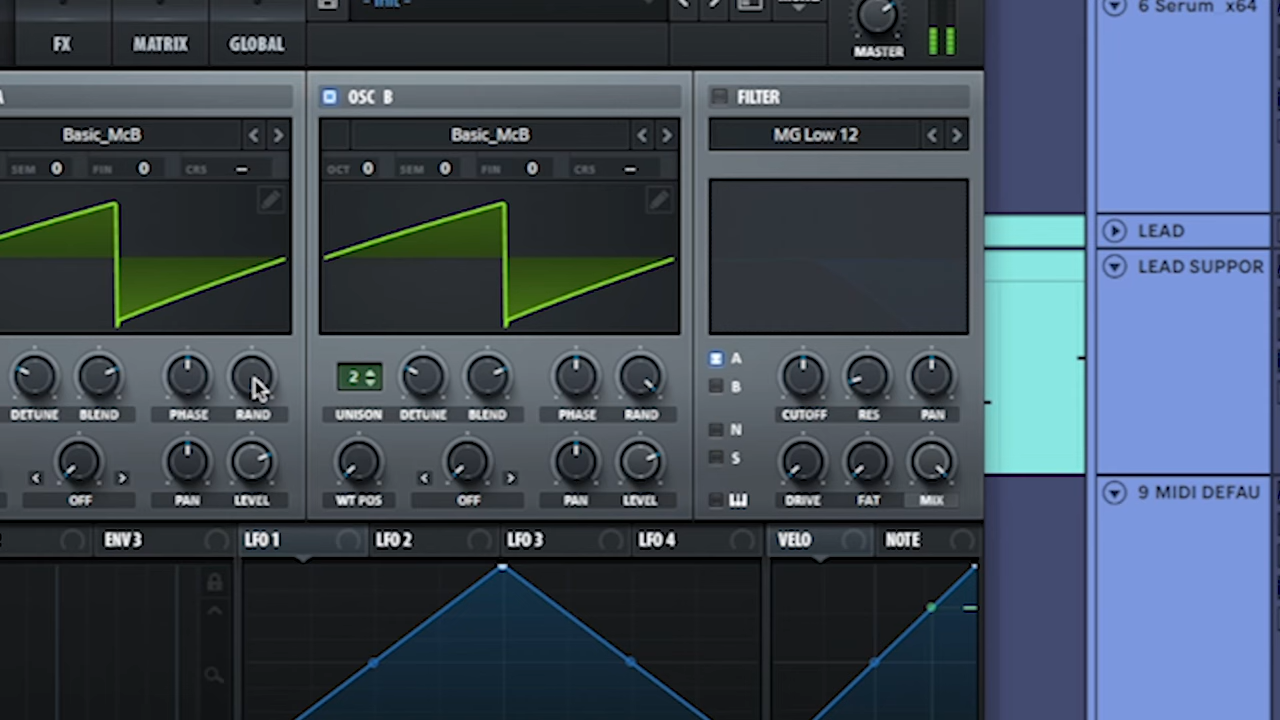 - Init -
6 Serum x64
FX MATRIX GLOBAL
MASTER
A OSC B FILTER
Basic_McB Basic_McB MG Low 12
SEM 0 FIN 0 CRS – OCT 0 SEM 0 FIN 0 CRS –
LEAD
LEAD SUPPOR
2
A
B
DETUNE BLEND PHASE RAND UNISON DETUNE BLEND PHASE RAND CUTOFF RES PAN
N
S
OFF PAN LEVEL WT POS OFF PAN LEVEL DRIVE FAT MIX
9 MIDI DEFAU
ENV 3 LFO 1 LFO 2 LFO 3 LFO 4 VELO NOTE